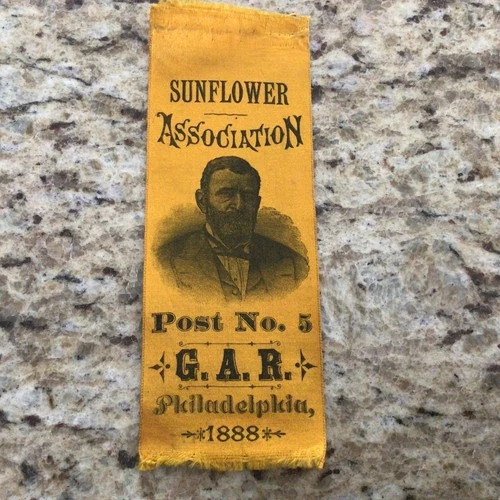 SUNFLOWER
ASSOCIATION
Post No. 5
G. A. R.
Philadelphia,
1888